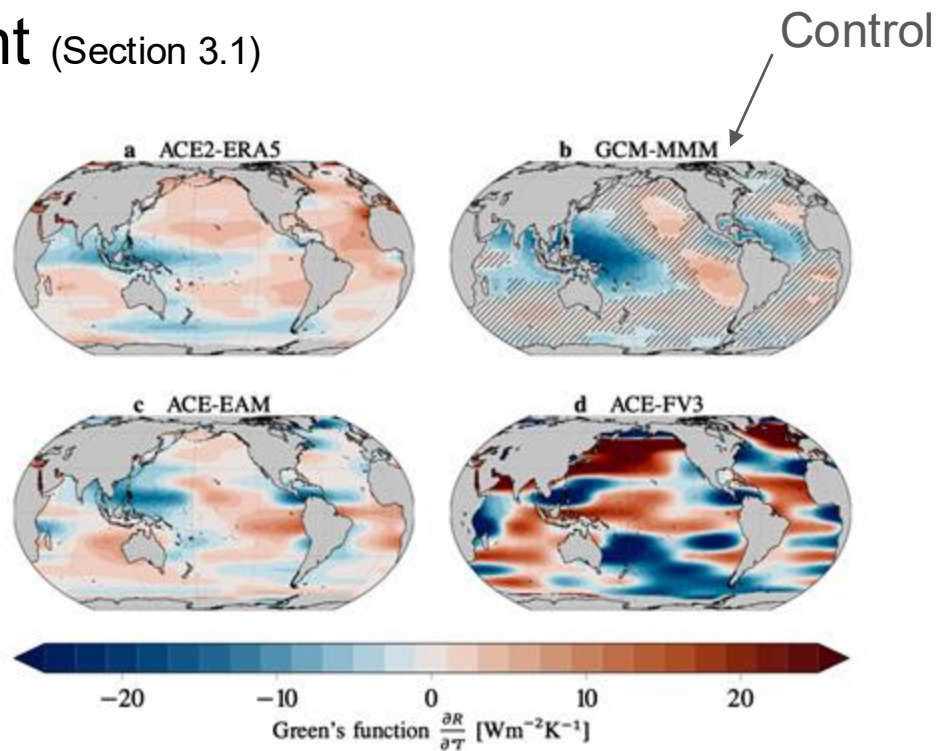 nt (Section 3.1)
Control
a ACE2-ERA5
b GCM-MMM
c ACE-EAM
d ACE-FV3
−20 −10 0 10 20
Green's function ∂R/∂T [Wm⁻²K⁻¹]